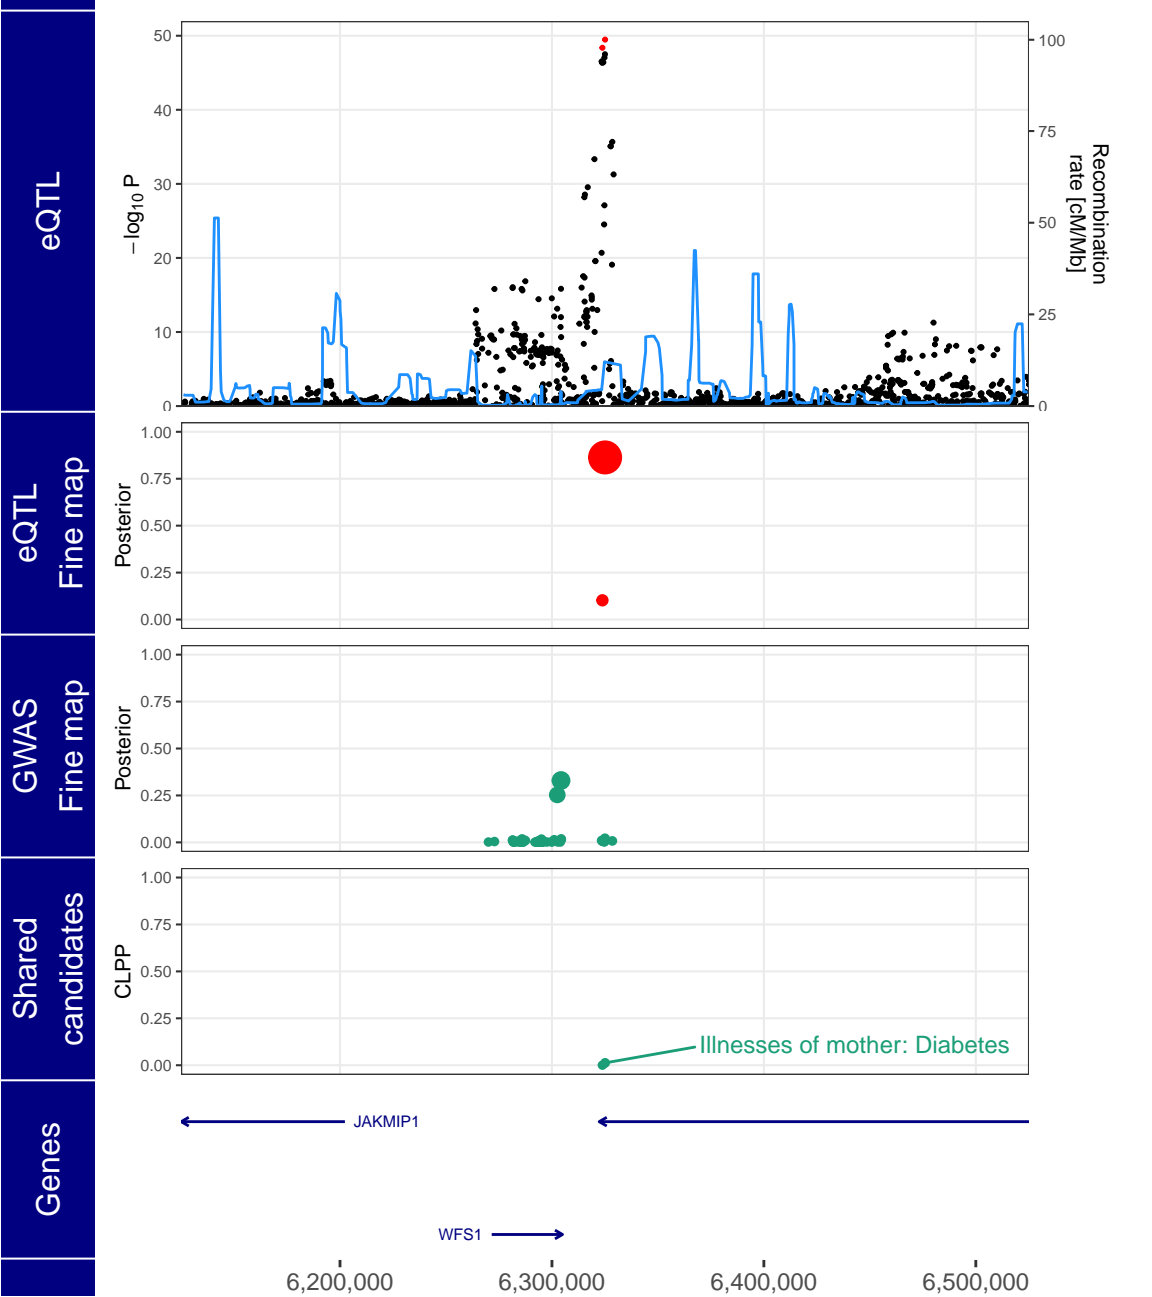 eQTL
50
40
30
20
10
0
−log10 P
100
75
50
25
0
Recombination
rate [cM/Mb]
eQTL
Fine map
Posterior
1.00
0.75
0.50
0.25
0.00
GWAS
Fine map
Posterior
1.00
0.75
0.50
0.25
0.00
Shared
candidates
CLPP
1.00
0.75
0.50
0.25
0.00
Illnesses of mother: Diabetes
Genes
JAKMIP1
WFS1
6,200,000
6,300,000
6,400,000
6,500,000